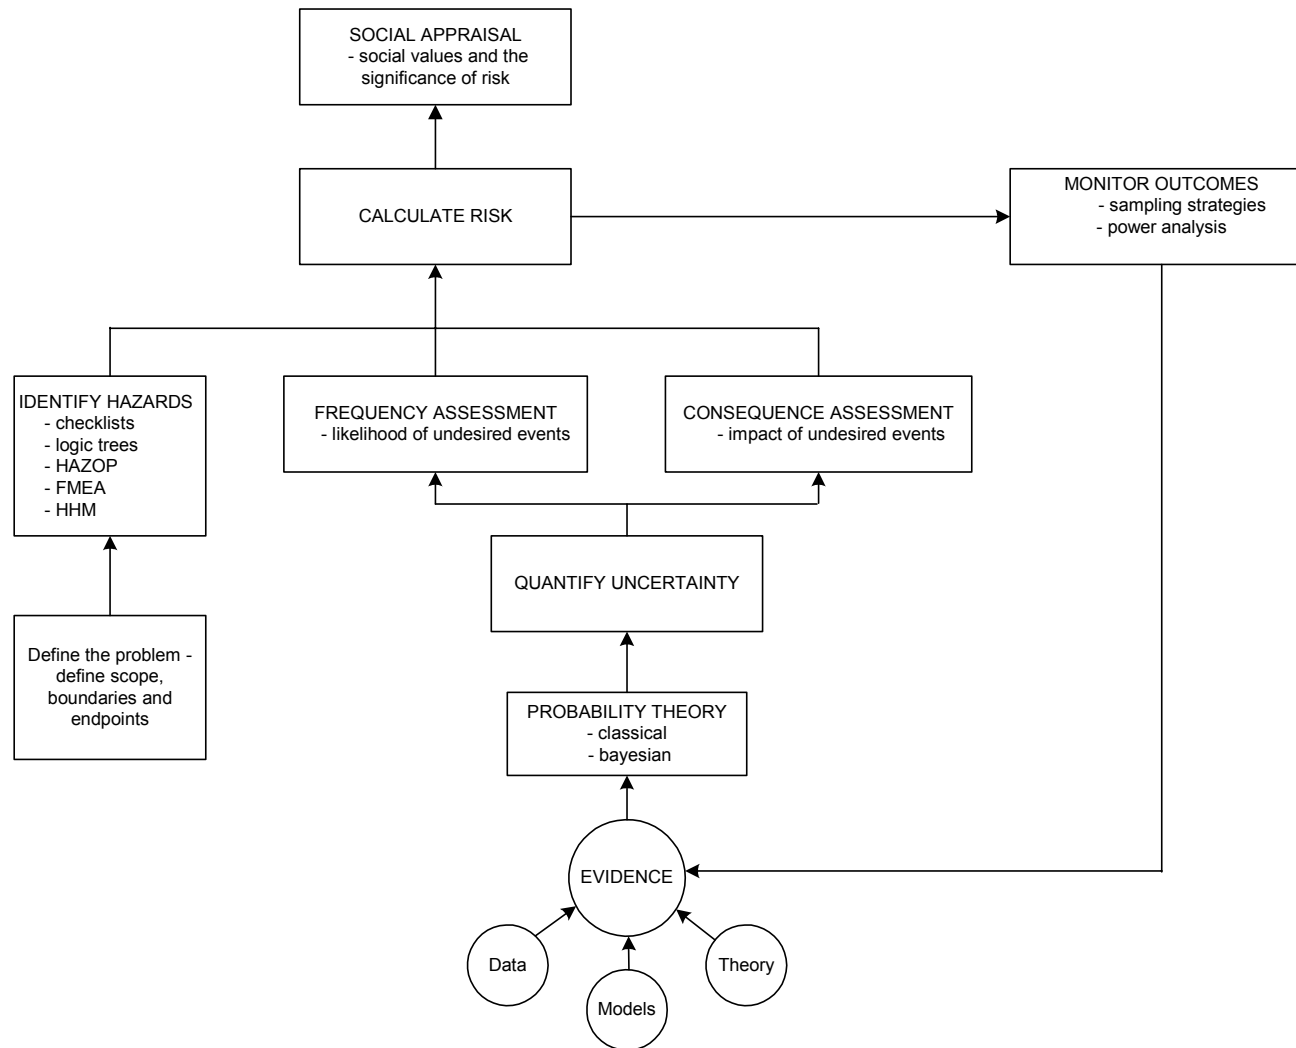 SOCIAL APPRAISAL
- social values and the
significance of risk
CALCULATE RISK
MONITOR OUTCOMES
- sampling strategies
- power analysis
IDENTIFY HAZARDS
- checklists
- logic trees
- HAZOP
- FMEA
- HHM
FREQUENCY ASSESSMENT
- likelihood of undesired events
CONSEQUENCE ASSESSMENT
- impact of undesired events
QUANTIFY UNCERTAINTY
Define the problem -
define scope,
boundaries and
endpoints
PROBABILITY THEORY
- classical
- bayesian
EVIDENCE
Data
Models
Theory